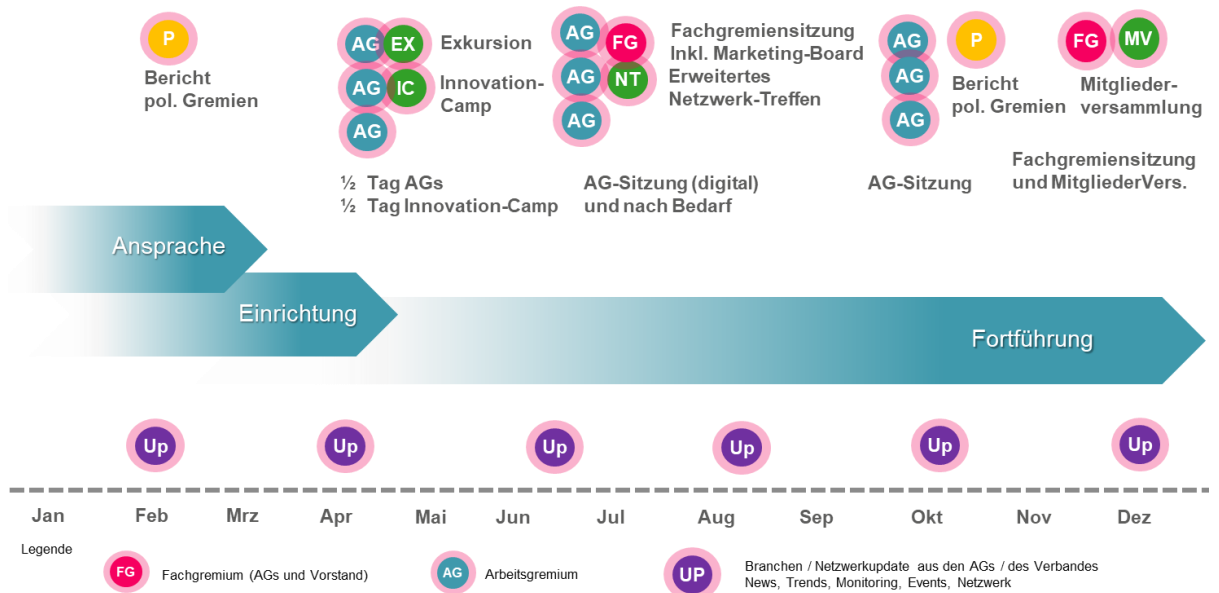 P
Bericht
pol. Gremien
AG
EX
Exkursion
AG
IC
Innovation-
Camp
AG
½ Tag AGs
½ Tag Innovation-Camp
AG
FG
AG
NT
AG
Fachgremiensitzung
Inkl. Marketing-Board
Erweitertes
Netzwerk-Treffen
AG-Sitzung (digital)
und nach Bedarf
AG
AG
AG
P
Bericht
pol. Gremien
AG-Sitzung
FG
MV
Mitglieder-
versammlung
Fachgremiensitzung
und MitgliederVers.
Ansprache
Einrichtung
Fortführung
Up
Up
Up
Up
Up
Up
Jan Feb Mrz Apr Mai Jun Jul Aug Sep Okt Nov Dez
Legende
FG
Fachgremium (AGs und Vorstand)
AG
Arbeitsgremium
UP
Branchen / Netzwerkupdate aus den AGs / des Verbandes
News, Trends, Monitoring, Events, Netzwerk